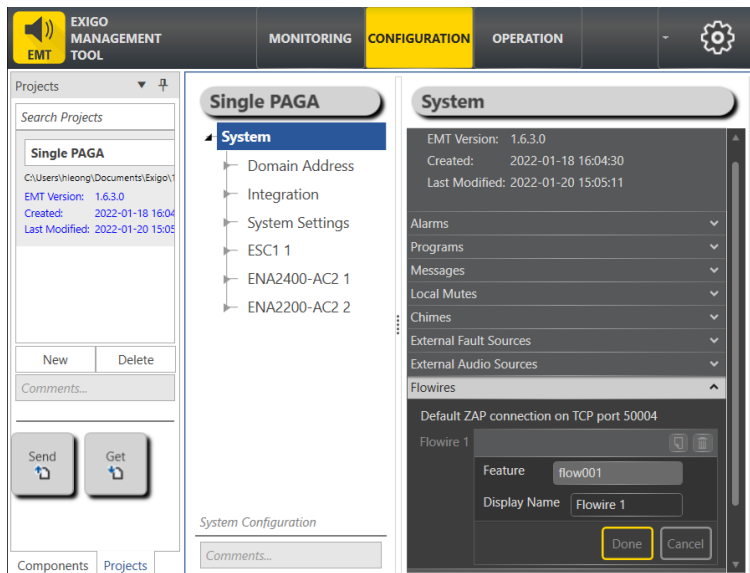 EXIGO
MANAGEMENT
TOOL
EMT
MONITORING
CONFIGURATION
OPERATION
Projects
Search Projects
Single PAGA
C:\Users\hleong\Documents\Exigo\
EMT Version: 1.6.3.0
Created: 2022-01-18 16:04
Last Modified: 2022-01-20 15:05
New
Delete
Comments...
Send
Get
Components
Projects
Single PAGA
System
Domain Address
Integration
System Settings
ESC1 1
ENA2400-AC2 1
ENA2200-AC2 2
System Configuration
Comments...
System
EMT Version: 1.6.3.0
Created: 2022-01-18 16:04:30
Last Modified: 2022-01-20 15:05:11
Alarms
Programs
Messages
Local Mutes
Chimes
External Fault Sources
External Audio Sources
Flowires
Default ZAP connection on TCP port 50004
Flowire 1
Feature flow001
Display Name Flowire 1
Done
Cancel